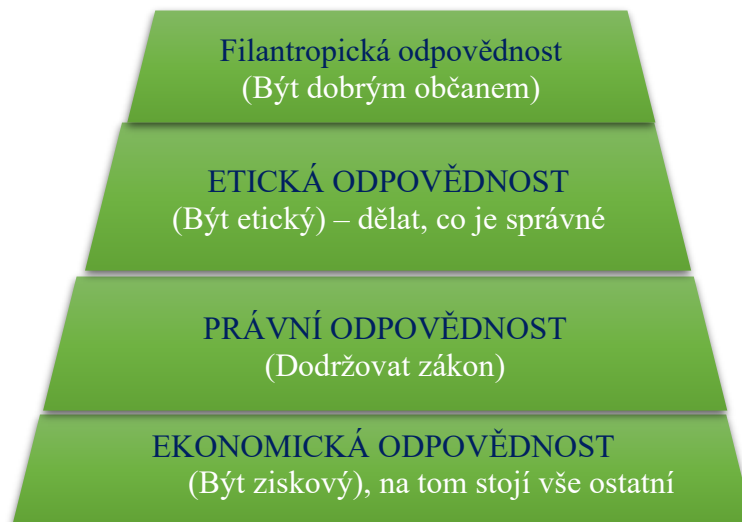 Filantropická odpovědnost
(Být dobrým občanem)
ETICKÁ ODPOVĚDNOST
(Být etický) – dělat, co je správné
PRÁVNÍ ODPOVĚDNOST
(Dodržovat zákon)
EKONOMICKÁ ODPOVĚDNOST
(Být ziskový), na tom stojí vše ostatní